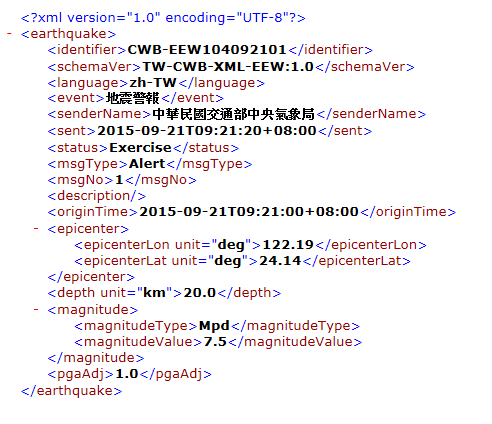 <?xml version="1.0" encoding="UTF-8"?>
- <earthquake>
<identifier>CWB-EEW104092101</identifier>
<schemaVer>TW-CWB-XML-EEW:1.0</schemaVer>
<language>zh-TW</language>
<event>地震警報</event>
<senderName>中華民國交通部中央氣象局</senderName>
<sent>2015-09-21T09:21:20+08:00</sent>
<status>Exercise</status>
<msgType>Alert</msgType>
<msgNo>1</msgNo>
<description/>
<originTime>2015-09-21T09:21:00+08:00</originTime>
- <epicenter>
<epicenterLon unit="deg">122.19</epicenterLon>
<epicenterLat unit="deg">24.14</epicenterLat>
</epicenter>
<depth unit="km">20.0</depth>
- <magnitude>
<magnitudeType>Mpd</magnitudeType>
<magnitudeValue>7.5</magnitudeValue>
</magnitude>
<pgaAdj>1.0</pgaAdj>
</earthquake>